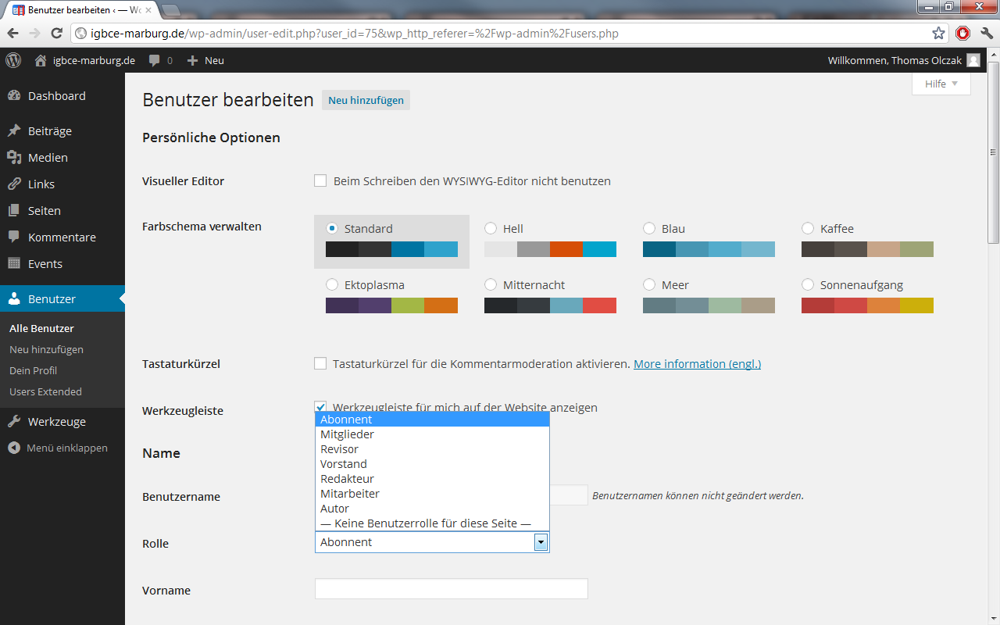 Benutzer bearbeiten ‹ — Wo
igbce-marburg.de/wp-admin/user-edit.php?user_id=75&wp_http_referer=%2Fwp-admin%2Fusers.php
igbce-marburg.de
0
Neu
Willkommen, Thomas Olczak
Hilfe
Dashboard
Beiträge
Medien
Links
Seiten
Kommentare
Events
Benutzer
Alle Benutzer
Neu hinzufügen
Dein Profil
Users Extended
Werkzeuge
Menü einklappen
Benutzer bearbeiten
Neu hinzufügen
Persönliche Optionen
Visueller Editor
Beim Schreiben den WYSIWYG-Editor nicht benutzen
Farbschema verwalten
Standard
Hell
Blau
Kaffee
Ektoplasma
Mitternacht
Meer
Sonnenaufgang
Tastaturkürzel
Tastaturkürzel für die Kommentarmoderation aktivieren. More information (engl.)
Werkzeugleiste
Werkzeugleiste für mich auf der Website anzeigen
Name
Abonnent
Mitglieder
Revisor
Vorstand
Redakteur
Mitarbeiter
Autor
— Keine Benutzerrolle für diese Seite —
Benutzername
Benutzernamen können nicht geändert werden.
Rolle
Abonnent
Vorname